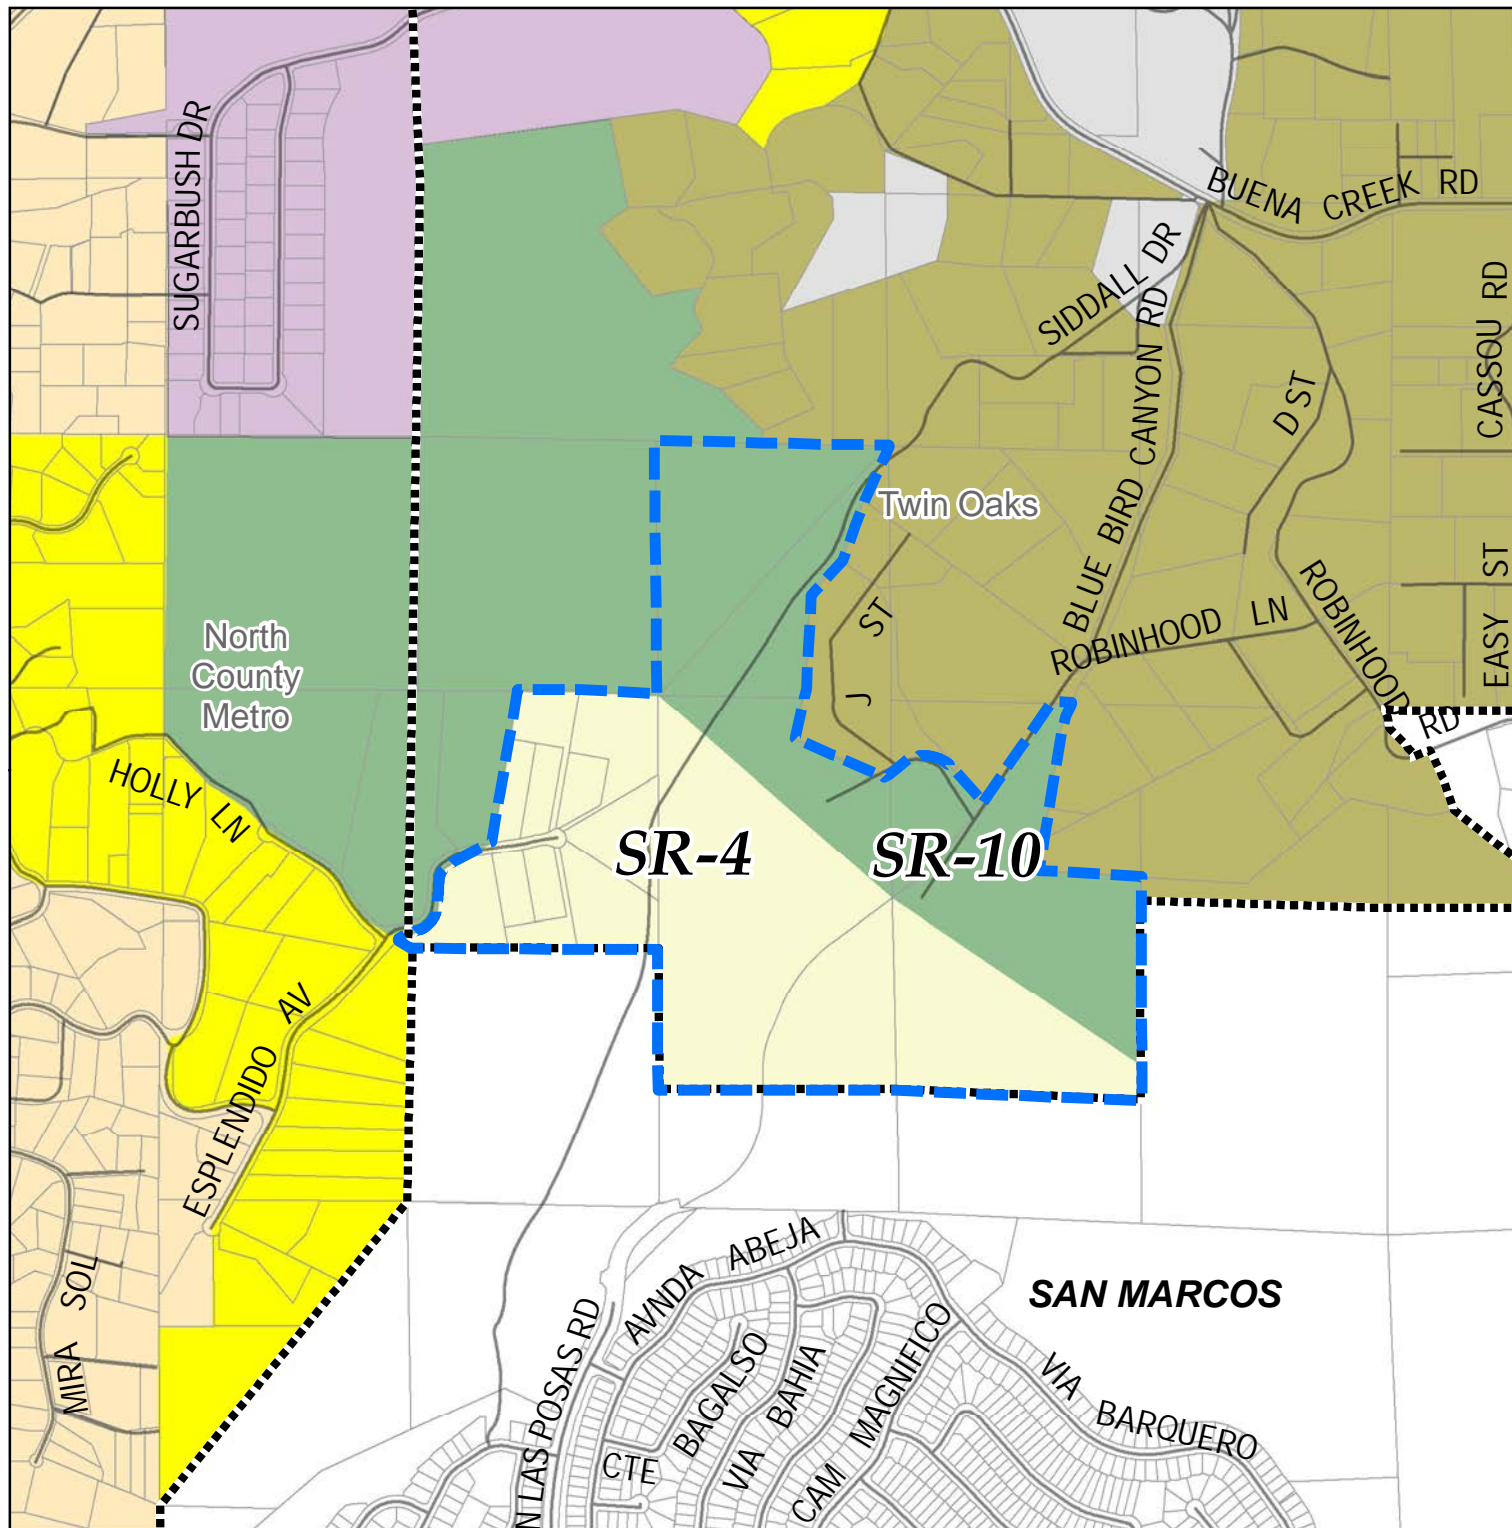 SUGARBUSH DR
BUENA CREEK RD
SIDDALL DR
CASSOU RD
BLUE BIRD CANYON RD
D ST
Twin Oaks
EASY ST
J ST
ROBINHOOD LN
ROBINHOOD RD
North
County
Metro
HOLLY LN
SR-4
SR-10
ESPLENDIDO AV
MIRA SOL
AVNDA ABEJA
SAN MARCOS
N LAS POSAS RD
CTE BAGALSO
VIA BAHIA
CAM MAGNIFICO
VIA BARQUERO